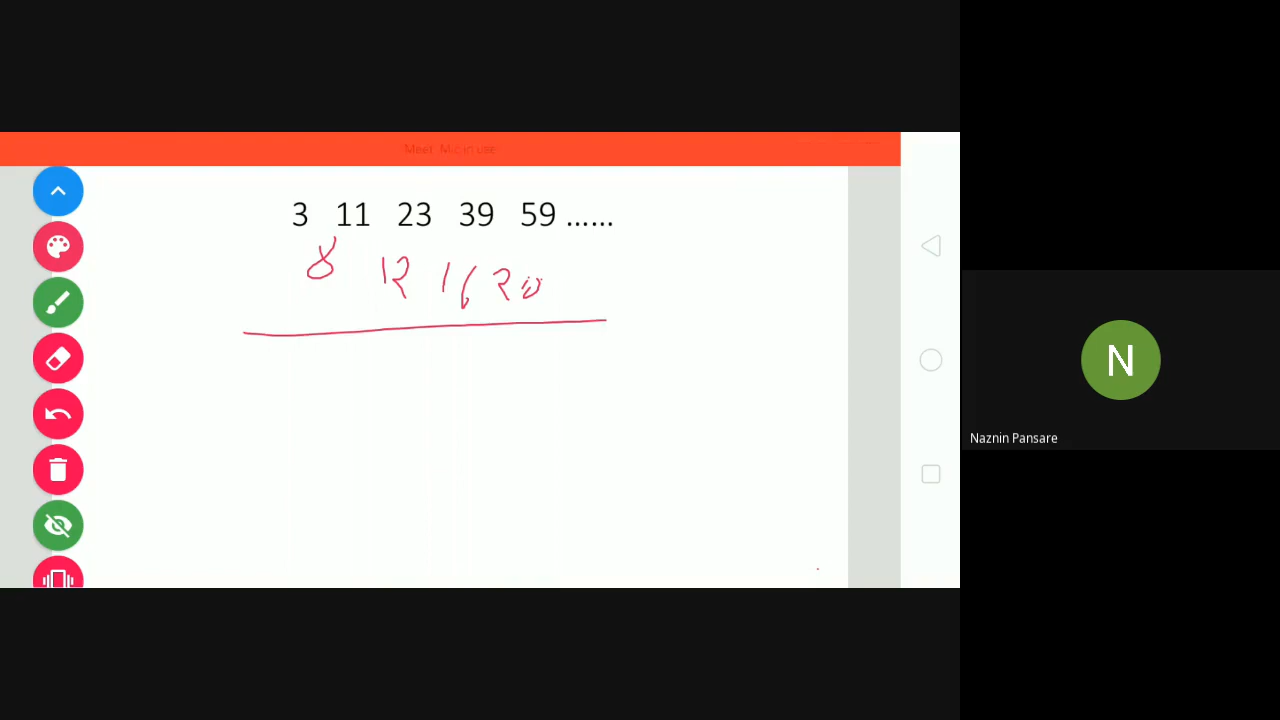 Meet Mic in use
3 11 23 39 59 ......
8 12 16 20
N
Naznin Pansare